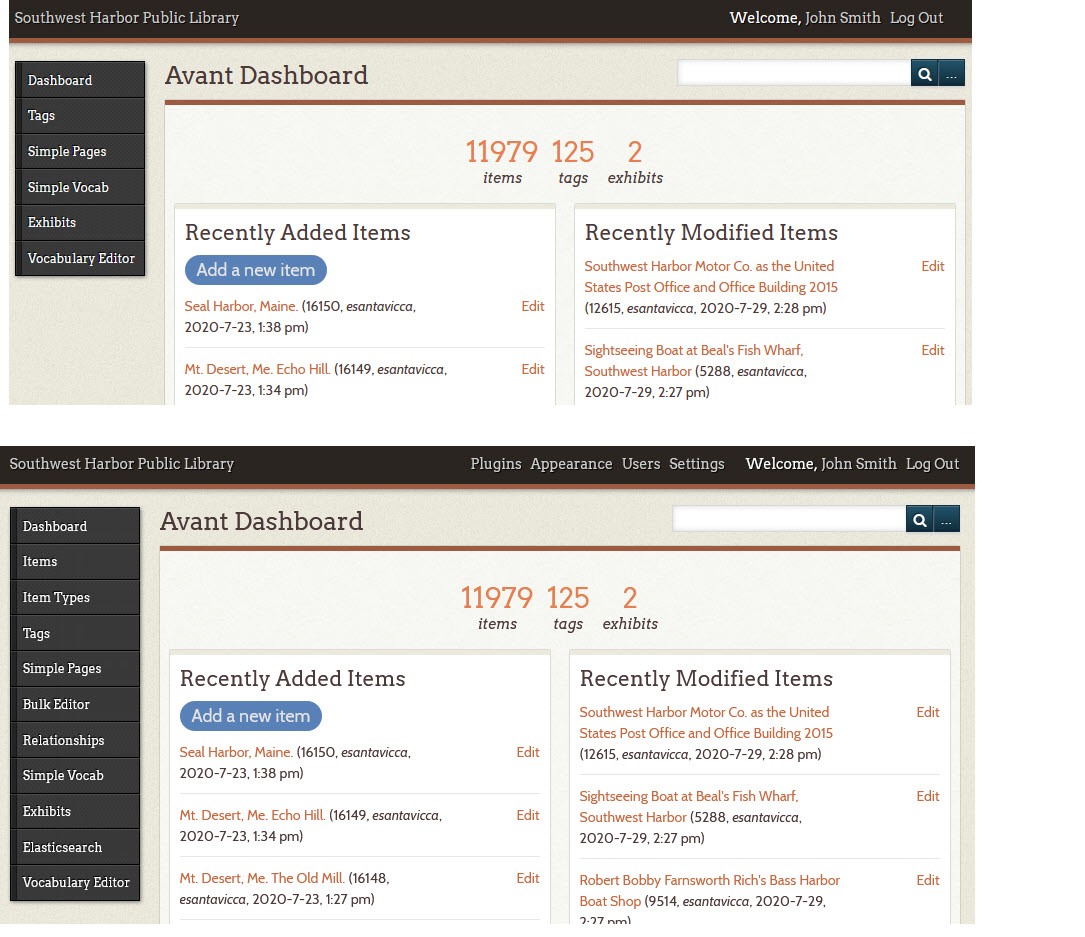 Southwest Harbor Public Library
Welcome, John Smith Log Out
Dashboard
Tags
Simple Pages
Simple Vocab
Exhibits
Vocabulary Editor
Avant Dashboard
...
11979 125 2
items tags exhibits
Recently Added Items
Add a new item
Seal Harbor, Maine. (16150, esantavicca, Edit
2020-7-23, 1:38 pm)
Mt. Desert, Me. Echo Hill. (16149, esantavicca, Edit
2020-7-23, 1:34 pm)
Recently Modified Items
Southwest Harbor Motor Co. as the United Edit
States Post Office and Office Building 2015
(12615, esantavicca, 2020-7-29, 2:28 pm)
Sightseeing Boat at Beal's Fish Wharf, Edit
Southwest Harbor (5288, esantavicca,
2020-7-29, 2:27 pm)
Southwest Harbor Public Library
Plugins Appearance Users Settings Welcome, John Smith Log Out
Dashboard
Items
Item Types
Tags
Simple Pages
Bulk Editor
Relationships
Simple Vocab
Exhibits
Elasticsearch
Vocabulary Editor
Avant Dashboard
...
11979 125 2
items tags exhibits
Recently Added Items
Add a new item
Seal Harbor, Maine. (16150, esantavicca, Edit
2020-7-23, 1:38 pm)
Mt. Desert, Me. Echo Hill. (16149, esantavicca, Edit
2020-7-23, 1:34 pm)
Mt. Desert, Me. The Old Mill. (16148, Edit
esantavicca, 2020-7-23, 1:27 pm)
Recently Modified Items
Southwest Harbor Motor Co. as the United Edit
States Post Office and Office Building 2015
(12615, esantavicca, 2020-7-29, 2:28 pm)
Sightseeing Boat at Beal's Fish Wharf, Edit
Southwest Harbor (5288, esantavicca,
2020-7-29, 2:27 pm)
Robert Bobby Farnsworth Rich's Bass Harbor Edit
Boat Shop (9514, esantavicca, 2020-7-29,
2:27 pm)